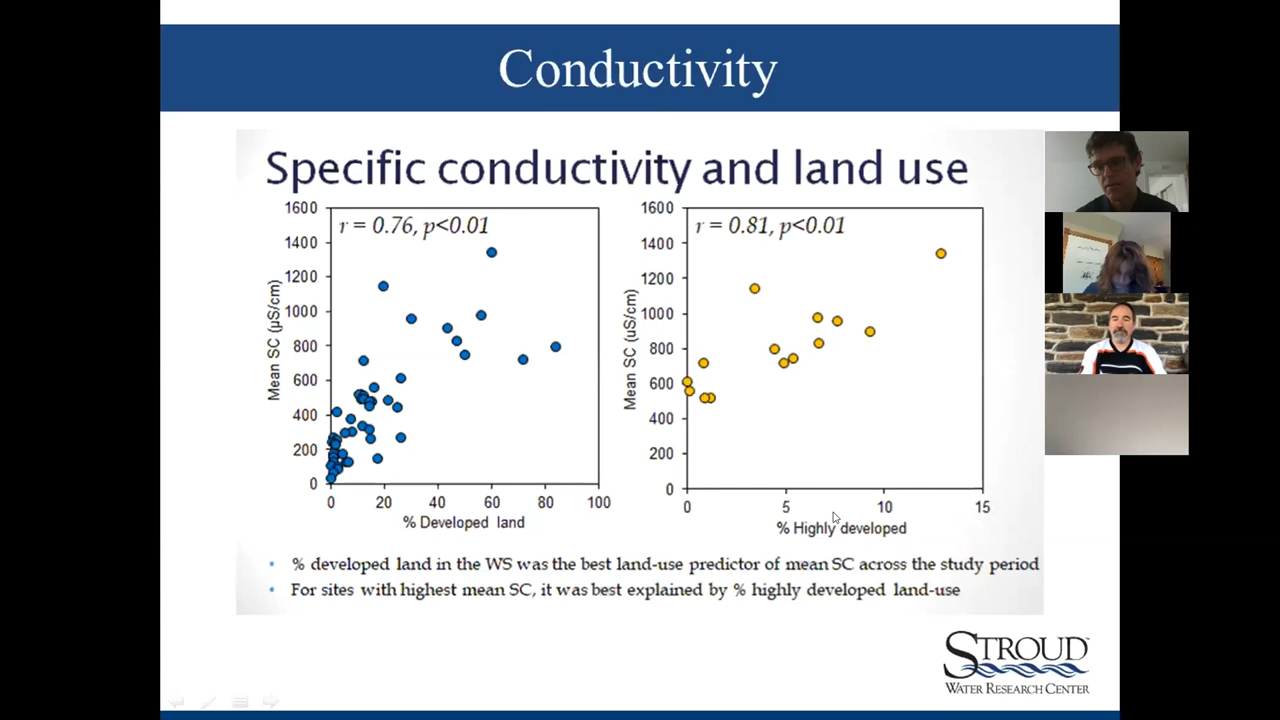 Conductivity
Specific conductivity and land use
1600
1400
1200
1000
800
600
400
200
0
Mean SC (µS/cm)
r = 0.76, p<0.01
0 20 40 60 80 100
% Developed land
1600
1400
1200
1000
800
600
400
200
0
Mean SC (uS/cm)
r = 0.81, p<0.01
0 5 10 15
% Highly developed
• % developed land in the WS was the best land-use predictor of mean SC across the study period
• For sites with highest mean SC, it was best explained by % highly developed land-use
STROUD
WATER RESEARCH CENTER